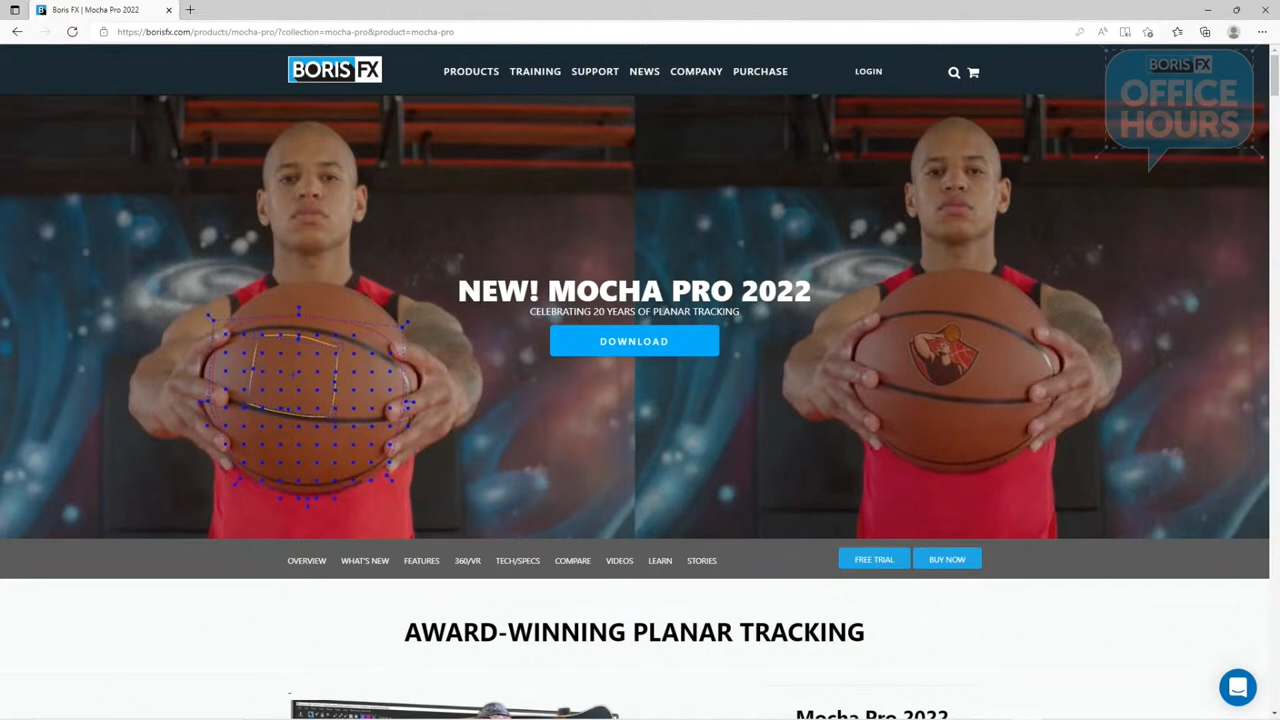 Boris FX | Mocha Pro 2022
https://borisfx.com/products/mocha-pro/?collection=mocha-pro&product=mocha-pro
BORIS FX
PRODUCTS TRAINING SUPPORT NEWS COMPANY PURCHASE LOGIN
BORIS FX
OFFICE
HOURS
NEW! MOCHA PRO 2022
CELEBRATING 20 YEARS OF PLANAR TRACKING
DOWNLOAD
OVERVIEW WHAT'S NEW FEATURES 360/VR TECH/SPECS COMPARE VIDEOS LEARN STORIES FREE TRIAL BUY NOW
AWARD-WINNING PLANAR TRACKING
Mocha Pro 2022